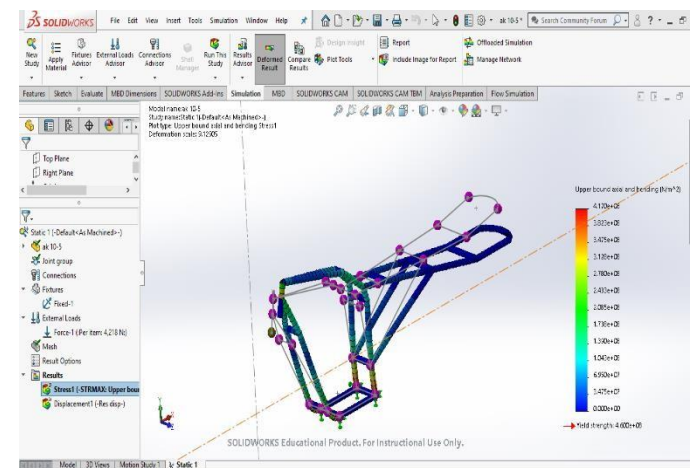 SOLIDWORKS File Edit View Insert Tools Simulation Window Help ak 10-5 * Search Community Forum
New Study
Apply Material
Fixtures Advisor
External Loads Advisor
Connections Advisor
Shell Manager
Run This Study
Results Advisor
Deformed Result
Compare Results
Design Insight
Plot Tools
Report
Include Image for Report
Offloaded Simulation
Manage Network
Features Sketch Evaluate MBD Dimensions SOLIDWORKS Add-Ins Simulation MBD SOLIDWORKS CAM SOLIDWORKS CAM TBM Analysis Preparation Flow Simulation
Model name:ak 10-5
Study name:Static 1(-Default<As Machined>-)
Plot type: Upper bound axial and bending Stress1
Deformation scale: 9.12905
Top Plane
Right Plane
Static 1 (-Default<As Machined>-)
ak 10-5
Joint group
Connections
Fixtures
Fixed-1
External Loads
Force-1 (:Per item: 4,218 N:)
Mesh
Result Options
Results
Stress1 (-STRMAX: Upper bou
Displacement1 (-Res disp-)
Upper bound axial and bending (N/m^2)
4.170e+08
3.823e+08
3.475e+08
3.128e+08
2.780e+08
2.433e+08
2.085e+08
1.738e+08
1.390e+08
1.043e+08
6.950e+07
3.475e+07
0.000e+00
Yield strength: 4.600e+08
SOLIDWORKS Educational Product. For Instructional Use Only.
Model 3D Views Motion Study 1 Static 1